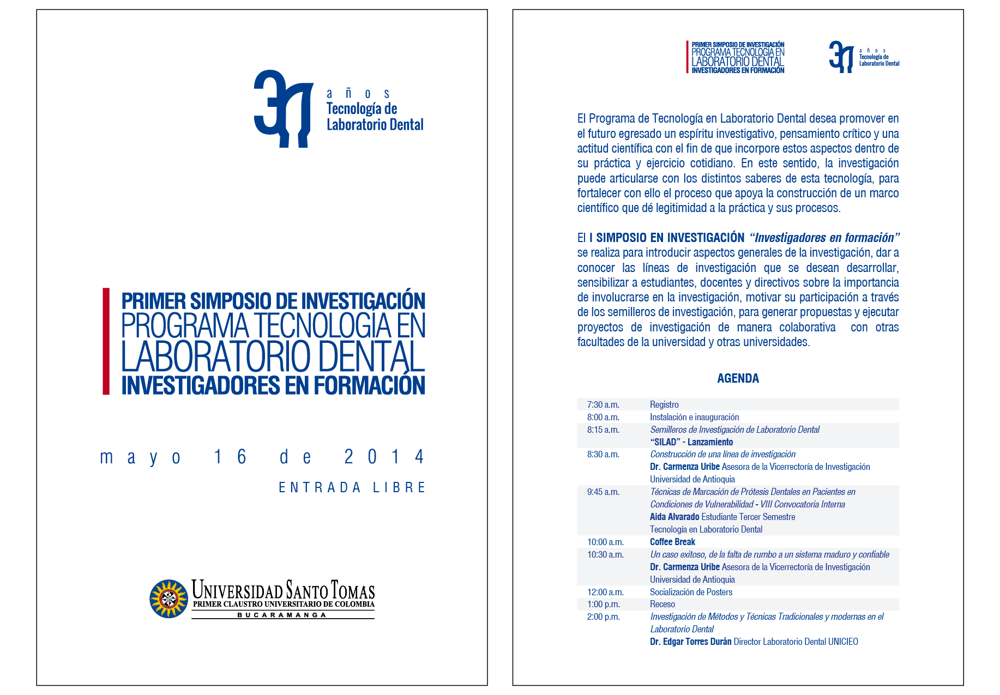 30 años
Tecnología de
Laboratorio Dental
PRIMER SIMPOSIO DE INVESTIGACIÓN
PROGRAMA TECNOLOGÍA EN
LABORATORIO DENTAL
INVESTIGADORES EN FORMACIÓN
mayo 16 de 2014
ENTRADA LIBRE
UNIVERSIDAD SANTO TOMÁS
PRIMER CLAUSTRO UNIVERSITARIO DE COLOMBIA
BUCARAMANGA
PRIMER SIMPOSIO DE INVESTIGACIÓN
PROGRAMA TECNOLOGÍA EN
LABORATORIO DENTAL
INVESTIGADORES EN FORMACIÓN
30 años
Tecnología de
Laboratorio Dental
El Programa de Tecnología en Laboratorio Dental desea promover en
el futuro egresado un espíritu investigativo, pensamiento crítico y una
actitud científica con el fin de que incorpore estos aspectos dentro de
su práctica y ejercicio cotidiano. En este sentido, la investigación
puede articularse con los distintos saberes de esta tecnología, para
fortalecer con ello el proceso que apoya la construcción de un marco
científico que dé legitimidad a la práctica y sus procesos.
El I SIMPOSIO EN INVESTIGACIÓN “Investigadores en formación”
se realiza para introducir aspectos generales de la investigación, dar a
conocer las líneas de investigación que se desean desarrollar,
sensibilizar a estudiantes, docentes y directivos sobre la importancia
de involucrarse en la investigación, motivar su participación a través
de los semilleros de investigación, para generar propuestas y ejecutar
proyectos de investigación de manera colaborativa con otras
facultades de la universidad y otras universidades.
AGENDA
7:30 a.m. Registro
8:00 a.m. Instalación e inauguración
8:15 a.m. Semilleros de Investigación de Laboratorio Dental
“SILAD” - Lanzamiento
8:30 a.m. Construcción de una línea de investigación
Dr. Carmenza Uribe Asesora de la Vicerrectoría de Investigación
Universidad de Antioquia
9:45 a.m. Técnicas de Marcación de Prótesis Dentales en Pacientes en
Condiciones de Vulnerabilidad - VIII Convocatoria Interna
Aida Alvarado Estudiante Tercer Semestre
Tecnología en Laboratorio Dental
10:00 a.m. Coffee Break
10:30 a.m. Un caso exitoso, de la falta de rumbo a un sistema maduro y confiable
Dr. Carmenza Uribe Asesora de la Vicerrectoría de Investigación
Universidad de Antioquia
12:00 a.m. Socialización de Posters
1:00 p.m. Receso
2:00 p.m. Investigación de Métodos y Técnicas Tradicionales y modernas en el
Laboratorio Dental
Dr. Edgar Torres Durán Director Laboratorio Dental UNICIEO